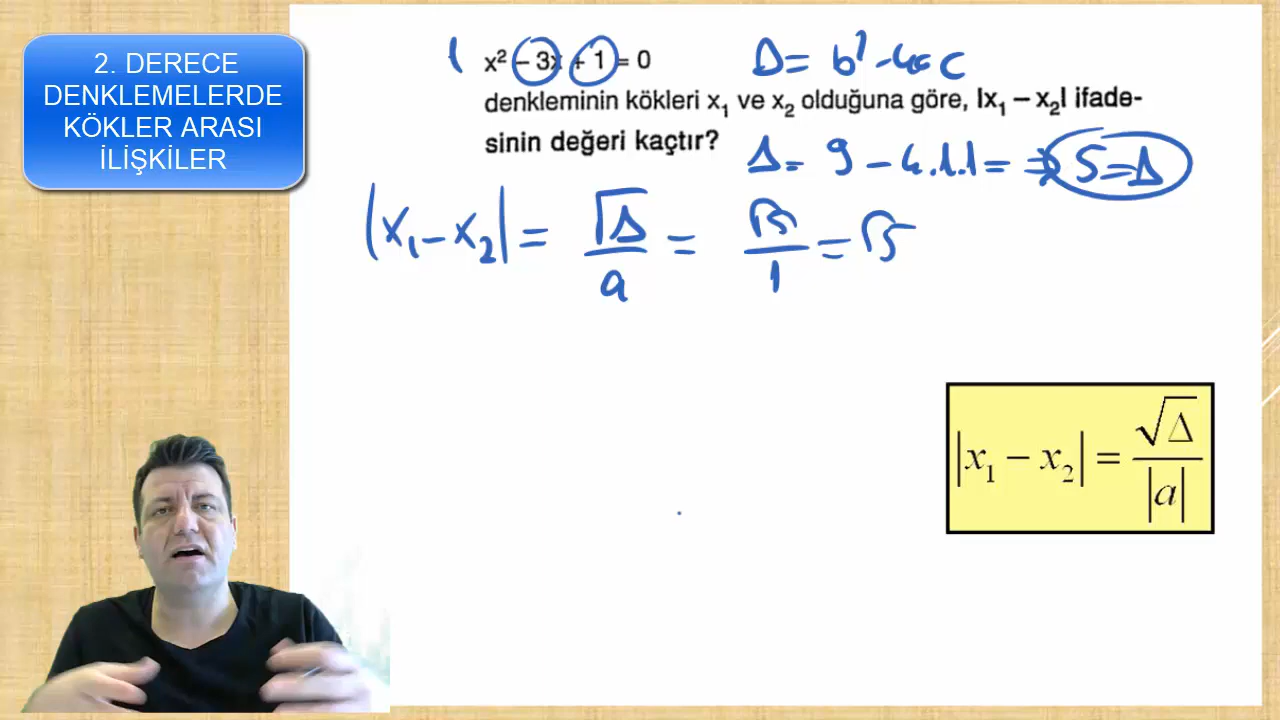 2. DERECE
DENKLEMELERDE
KÖKLER ARASI
İLİŞKİLER
1 x² – 3x + 1 = 0
Δ = b² - 4ac
denkleminin kökleri x₁ ve x₂ olduğuna göre, |x₁ – x₂| ifade-
sinin değeri kaçtır?
Δ = 9 - 4.1.1 = ⇒ 5 = Δ
|x₁ - x₂| = √Δ / a = √5 / 1 = √5
|x₁ − x₂| = √Δ / |a|